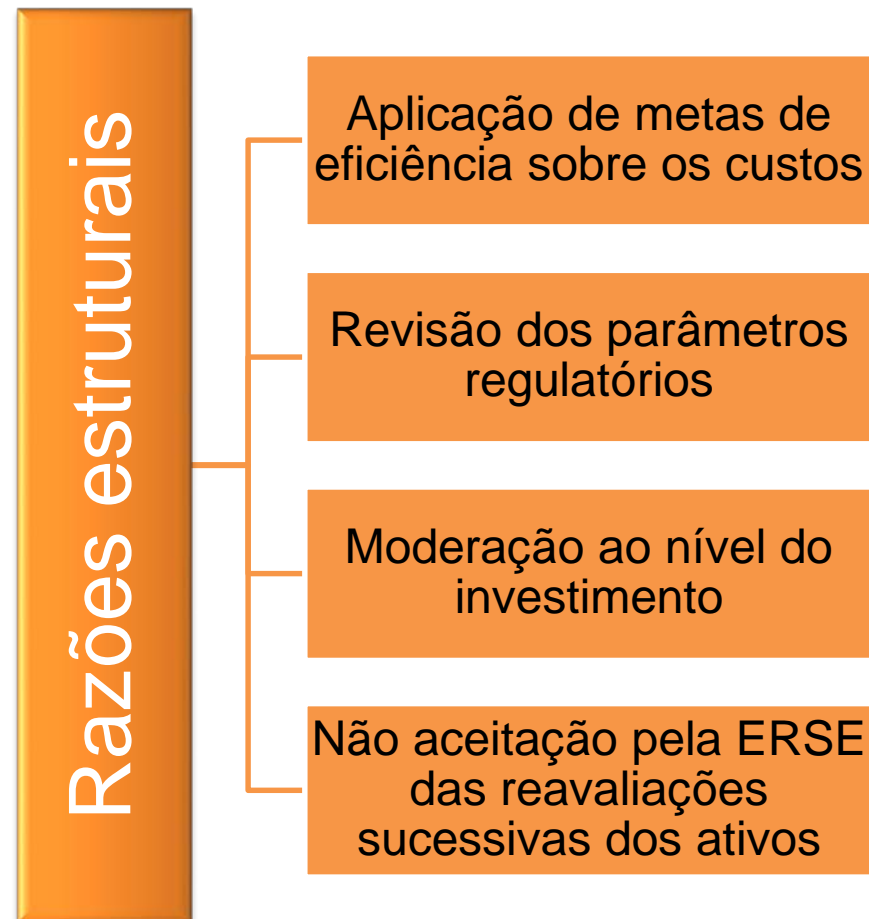 Razões estruturais
Aplicação de metas de
eficiência sobre os custos
Revisão dos parâmetros
regulatórios
Moderação ao nível do
investimento
Não aceitação pela ERSE
das reavaliações
sucessivas dos ativos